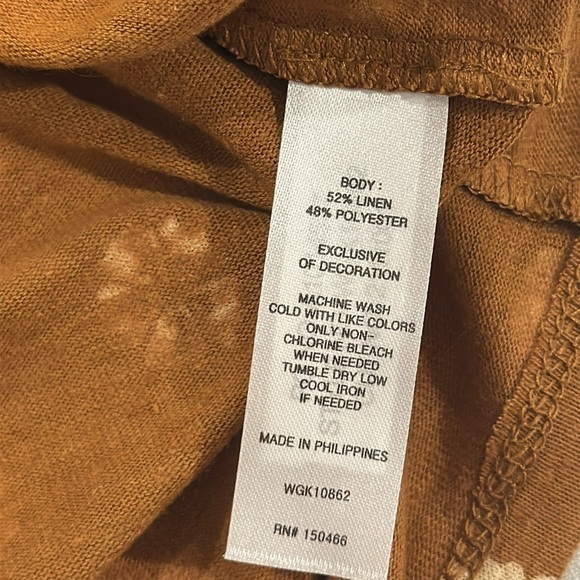 BODY :
52% LINEN
48% POLYESTER
EXCLUSIVE
OF DECORATION
MACHINE WASH
COLD WITH LIKE COLORS
ONLY NON-
CHLORINE BLEACH
WHEN NEEDED
TUMBLE DRY LOW
COOL IRON
IF NEEDED
MADE IN PHILIPPINES
WGK10862
RN# 150466